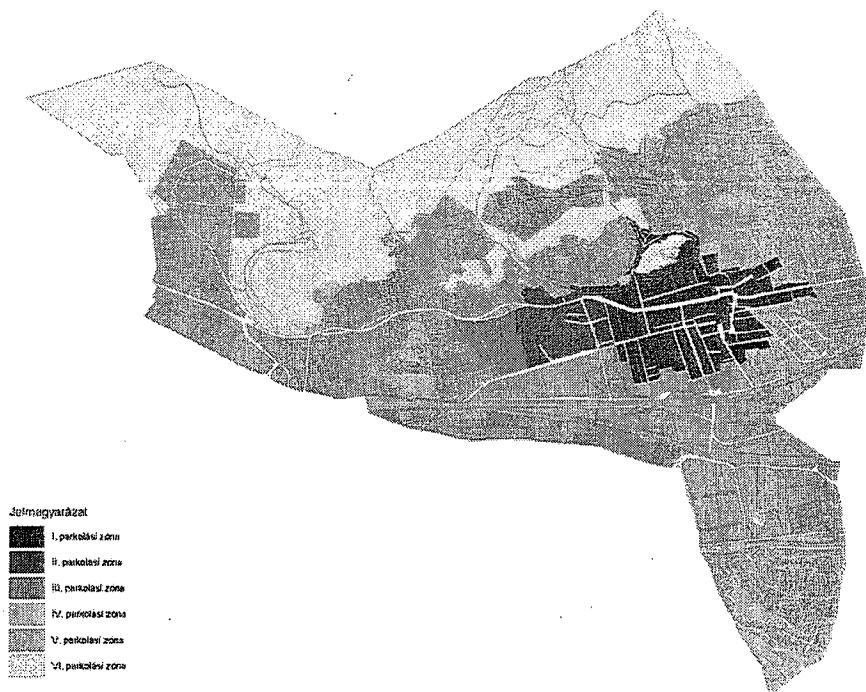 Jelmagyarázat
I. parkolási zóna
II. parkolási zóna
III. parkolási zóna
IV. parkolási zóna
V. parkolási zóna
VI. parkolási zóna